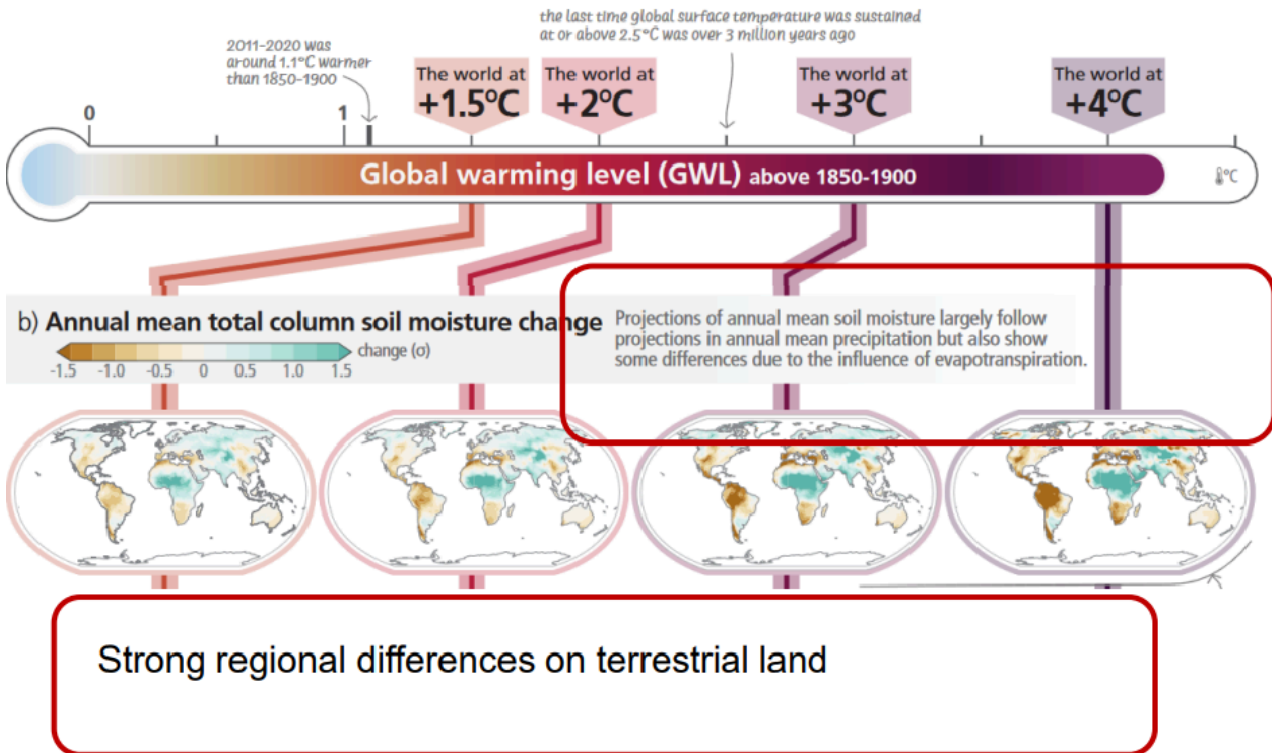 the last time global surface temperature was sustained
at or above 2.5°C was over 3 million years ago
2011-2020 was
around 1.1°C warmer
than 1850-1900
The world at
+1.5°C
The world at
+2°C
The world at
+3°C
The world at
+4°C
0
1
Global warming level (GWL) above 1850-1900
°C
b) Annual mean total column soil moisture change
change (σ)
-1.5 -1.0 -0.5 0 0.5 1.0 1.5
Projections of annual mean soil moisture largely follow
projections in annual mean precipitation but also show
some differences due to the influence of evapotranspiration.
Strong regional differences on terrestrial land